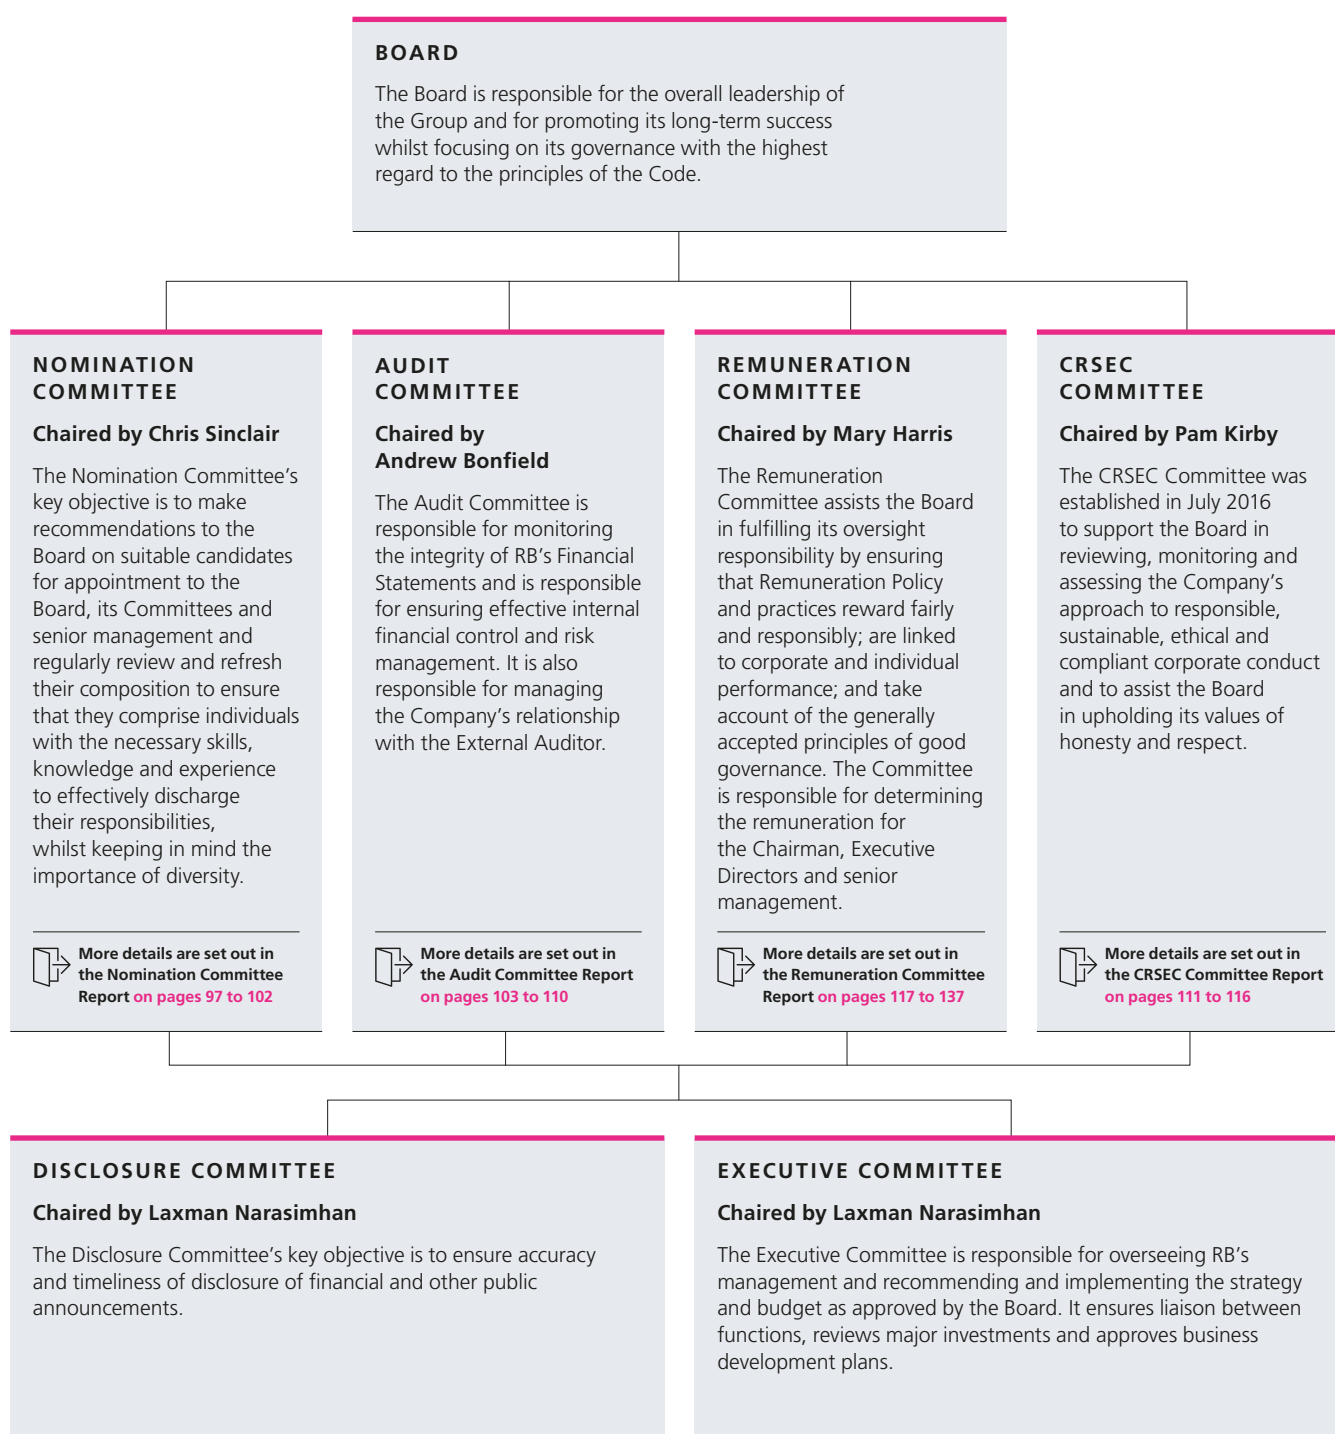 BOARD
The Board is responsible for the overall leadership of
the Group and for promoting its long-term success
whilst focusing on its governance with the highest
regard to the principles of the Code.
NOMINATION
COMMITTEE
Chaired by Chris Sinclair
The Nomination Committee’s
key objective is to make
recommendations to the
Board on suitable candidates
for appointment to the
Board, its Committees and
senior management and
regularly review and refresh
their composition to ensure
that they comprise individuals
with the necessary skills,
knowledge and experience
to effectively discharge
their responsibilities,
whilst keeping in mind the
importance of diversity.
More details are set out in
the Nomination Committee
Report on pages 97 to 102
AUDIT
COMMITTEE
Chaired by
Andrew Bonfield
The Audit Committee is
responsible for monitoring
the integrity of RB’s Financial
Statements and is responsible
for ensuring effective internal
financial control and risk
management. It is also
responsible for managing
the Company’s relationship
with the External Auditor.
More details are set out in
the Audit Committee Report
on pages 103 to 110
REMUNERATION
COMMITTEE
Chaired by Mary Harris
The Remuneration
Committee assists the Board
in fulfilling its oversight
responsibility by ensuring
that Remuneration Policy
and practices reward fairly
and responsibly; are linked
to corporate and individual
performance; and take
account of the generally
accepted principles of good
governance. The Committee
is responsible for determining
the remuneration for
the Chairman, Executive
Directors and senior
management.
More details are set out in
the Remuneration Committee
Report on pages 117 to 137
CRSEC
COMMITTEE
Chaired by Pam Kirby
The CRSEC Committee was
established in July 2016
to support the Board in
reviewing, monitoring and
assessing the Company’s
approach to responsible,
sustainable, ethical and
compliant corporate conduct
and to assist the Board
in upholding its values of
honesty and respect.
More details are set out in
the CRSEC Committee Report
on pages 111 to 116
DISCLOSURE COMMITTEE
Chaired by Laxman Narasimhan
The Disclosure Committee’s key objective is to ensure accuracy
and timeliness of disclosure of financial and other public
announcements.
EXECUTIVE COMMITTEE
Chaired by Laxman Narasimhan
The Executive Committee is responsible for overseeing RB’s
management and recommending and implementing the strategy
and budget as approved by the Board. It ensures liaison between
functions, reviews major investments and approves business
development plans.